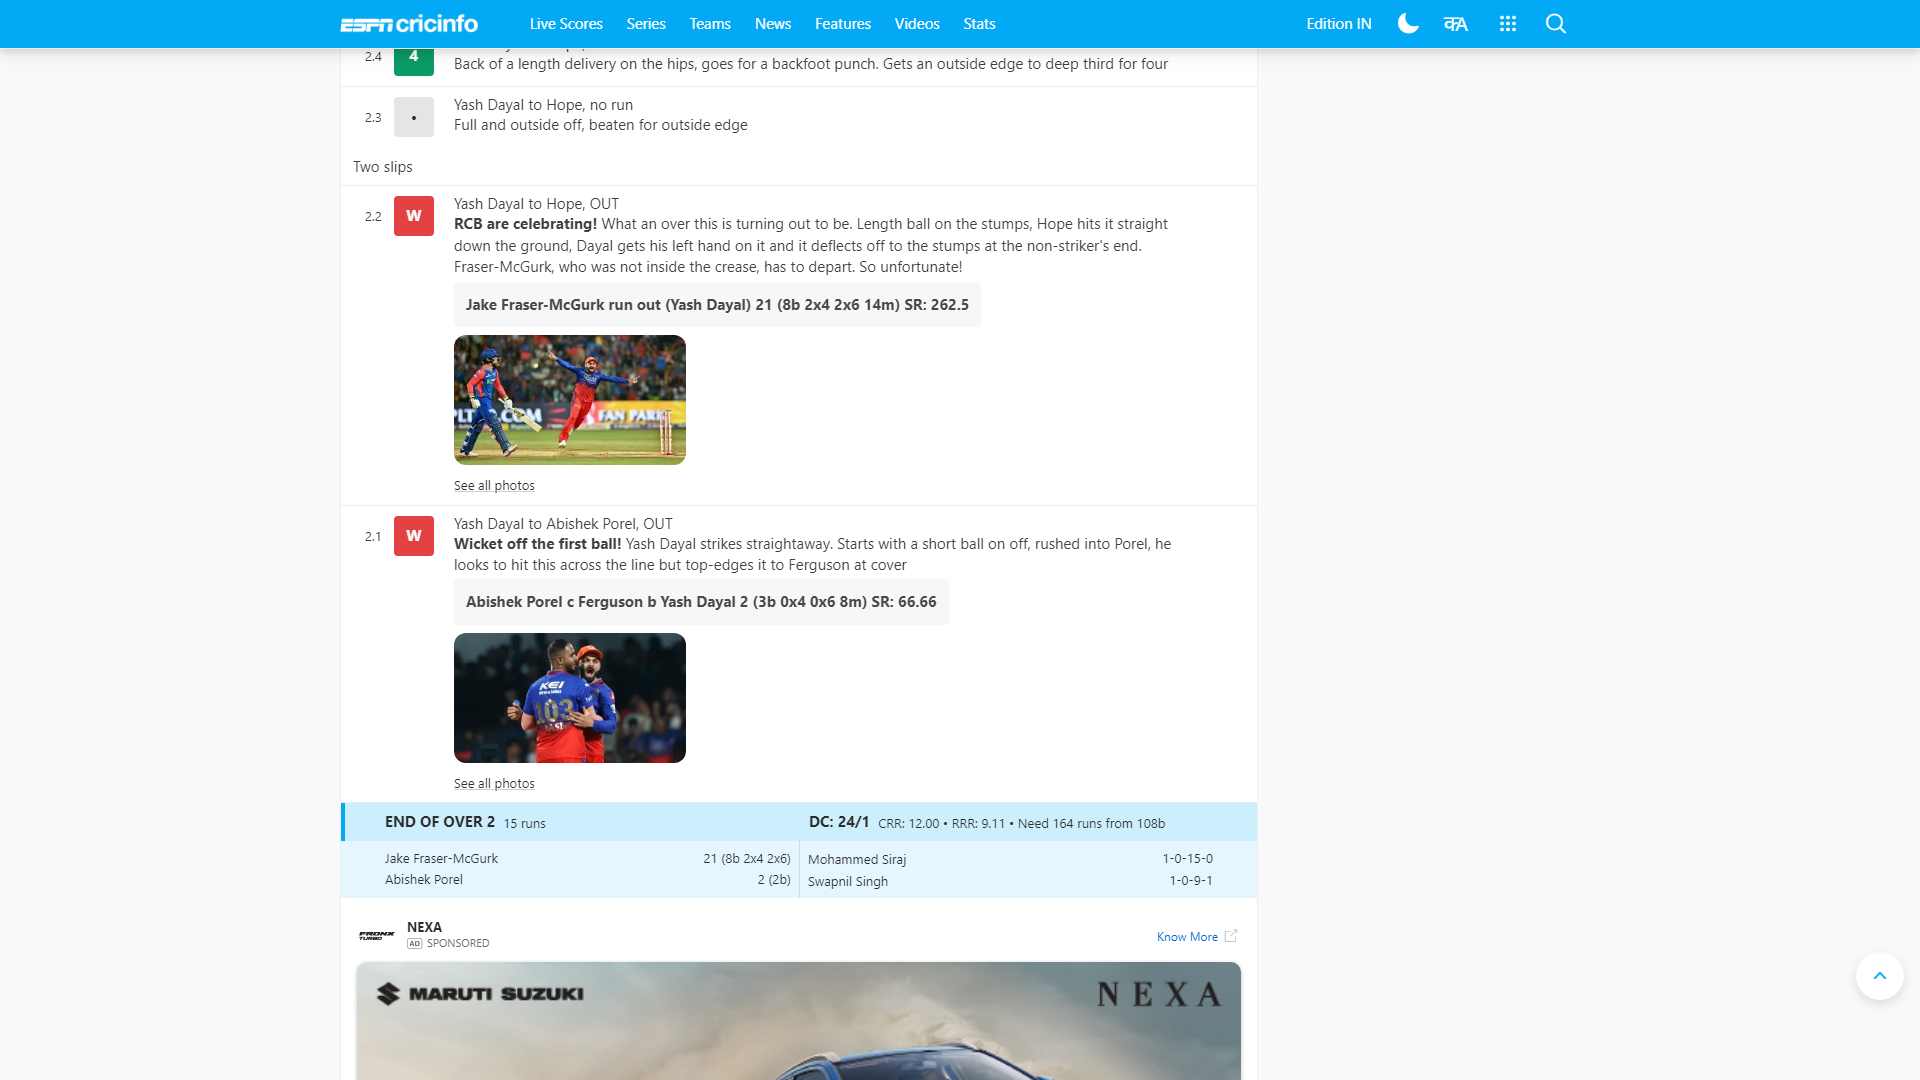 ESPN cricinfo Live Scores Series Teams News Features Videos Stats Edition IN क A
2.4 4
Back of a length delivery on the hips, goes for a backfoot punch. Gets an outside edge to deep third for four
2.3 • Yash Dayal to Hope, no run
Full and outside off, beaten for outside edge
Two slips
2.2 W Yash Dayal to Hope, OUT
RCB are celebrating! What an over this is turning out to be. Length ball on the stumps, Hope hits it straight
down the ground, Dayal gets his left hand on it and it deflects off to the stumps at the non-striker's end.
Fraser-McGurk, who was not inside the crease, has to depart. So unfortunate!
Jake Fraser-McGurk run out (Yash Dayal) 21 (8b 2x4 2x6 14m) SR: 262.5
FAN PARK
See all photos
2.1 W Yash Dayal to Abishek Porel, OUT
Wicket off the first ball! Yash Dayal strikes straightaway. Starts with a short ball on off, rushed into Porel, he
looks to hit this across the line but top-edges it to Ferguson at cover
Abishek Porel c Ferguson b Yash Dayal 2 (3b 0x4 0x6 8m) SR: 66.66
KEI
103
YASH
See all photos
END OF OVER 2 15 runs DC: 24/1 CRR: 12.00 • RRR: 9.11 • Need 164 runs from 108b
Jake Fraser-McGurk 21 (8b 2x4 2x6) Mohammed Siraj 1-0-15-0
Abishek Porel 2 (2b) Swapnil Singh 1-0-9-1
FRONX
TURBO
NEXA
AD SPONSORED
Know More
MARUTI SUZUKI NEXA